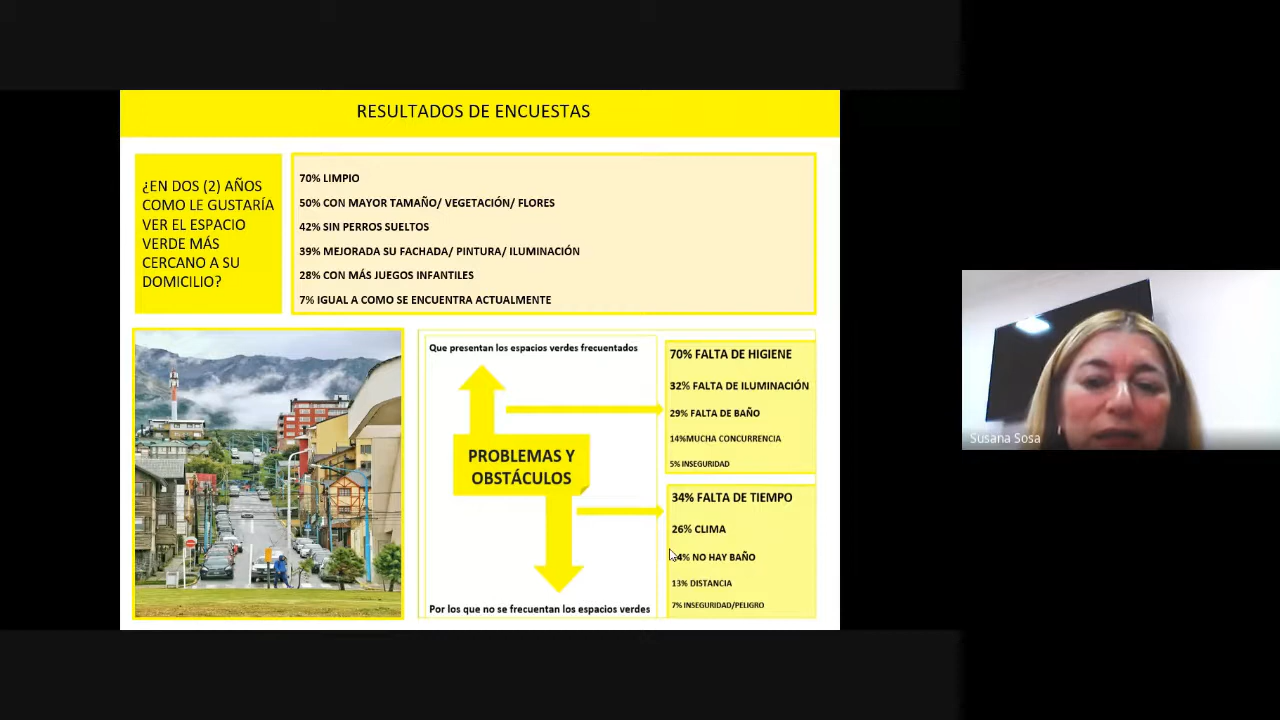 RESULTADOS DE ENCUESTAS
¿EN DOS (2) AÑOS
COMO LE GUSTARÍA
VER EL ESPACIO
VERDE MÁS
CERCANO A SU
DOMICILIO?
70% LIMPIO
50% CON MAYOR TAMAÑO/ VEGETACIÓN/ FLORES
42% SIN PERROS SUELTOS
39% MEJORADA SU FACHADA/ PINTURA/ ILUMINACIÓN
28% CON MÁS JUEGOS INFANTILES
7% IGUAL A COMO SE ENCUENTRA ACTUALMENTE
Que presentan los espacios verdes frecuentados
PROBLEMAS Y
OBSTÁCULOS
Por los que no se frecuentan los espacios verdes
70% FALTA DE HIGIENE
32% FALTA DE ILUMINACIÓN
29% FALTA DE BAÑO
14%MUCHA CONCURRENCIA
5% INSEGURIDAD
34% FALTA DE TIEMPO
26% CLIMA
NO HAY BAÑO
13% DISTANCIA
7% INSEGURIDAD/PELIGRO
Susana Sosa